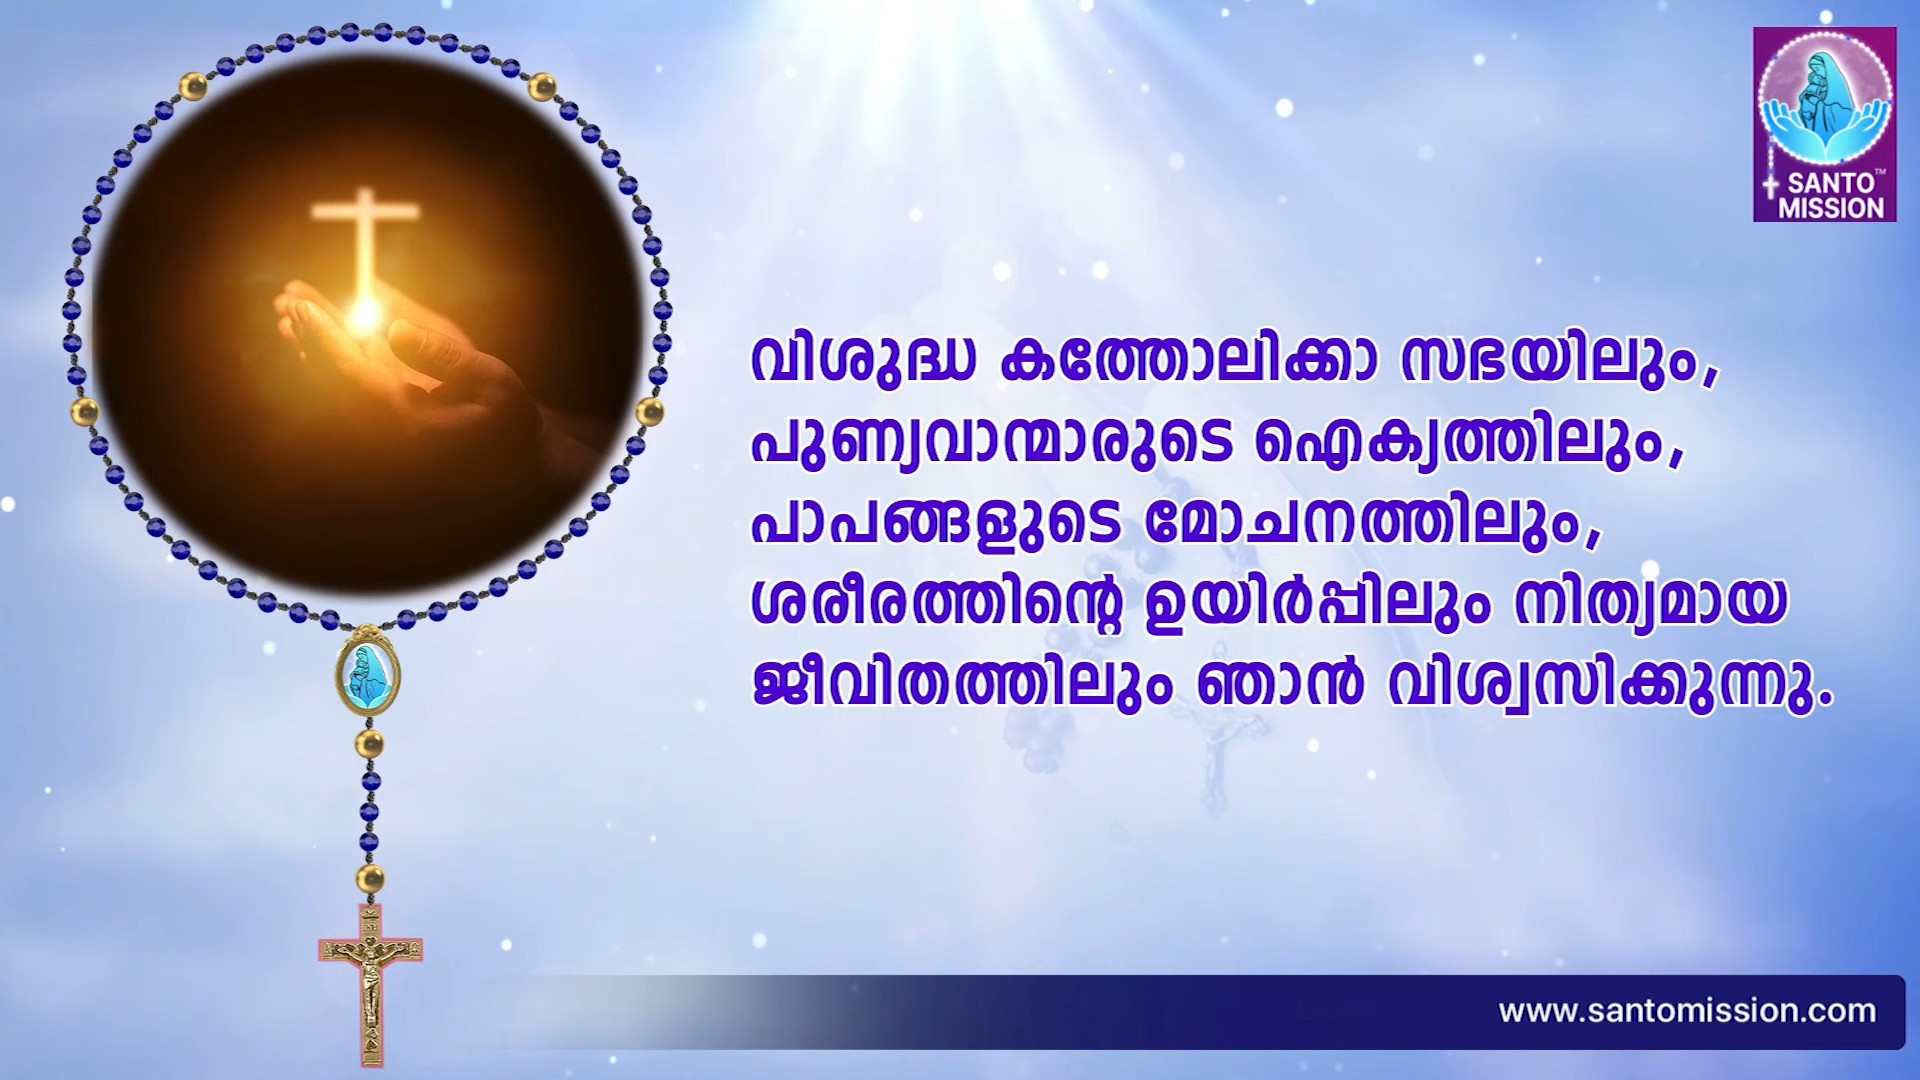 SANTO™
MISSION
വിശുദ്ധ കത്തോലിക്കാ സഭയിലും,
പുണ്യവാന്മാരുടെ ഐക്യത്തിലും,
പാപങ്ങളുടെ മോചനത്തിലും,
ശരീരത്തിന്റെ ഉയിർപ്പിലും നിത്യമായ
ജീവിതത്തിലും ഞാൻ വിശ്വസിക്കുന്നു.
www.santomission.com